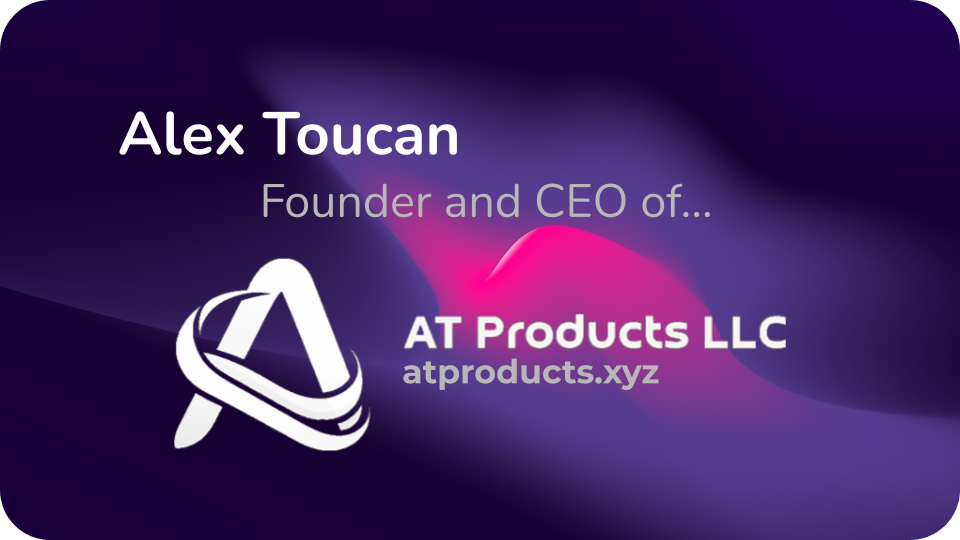 Alex Toucan
Founder and CEO of...
AT Products LLC
atproducts.xyz